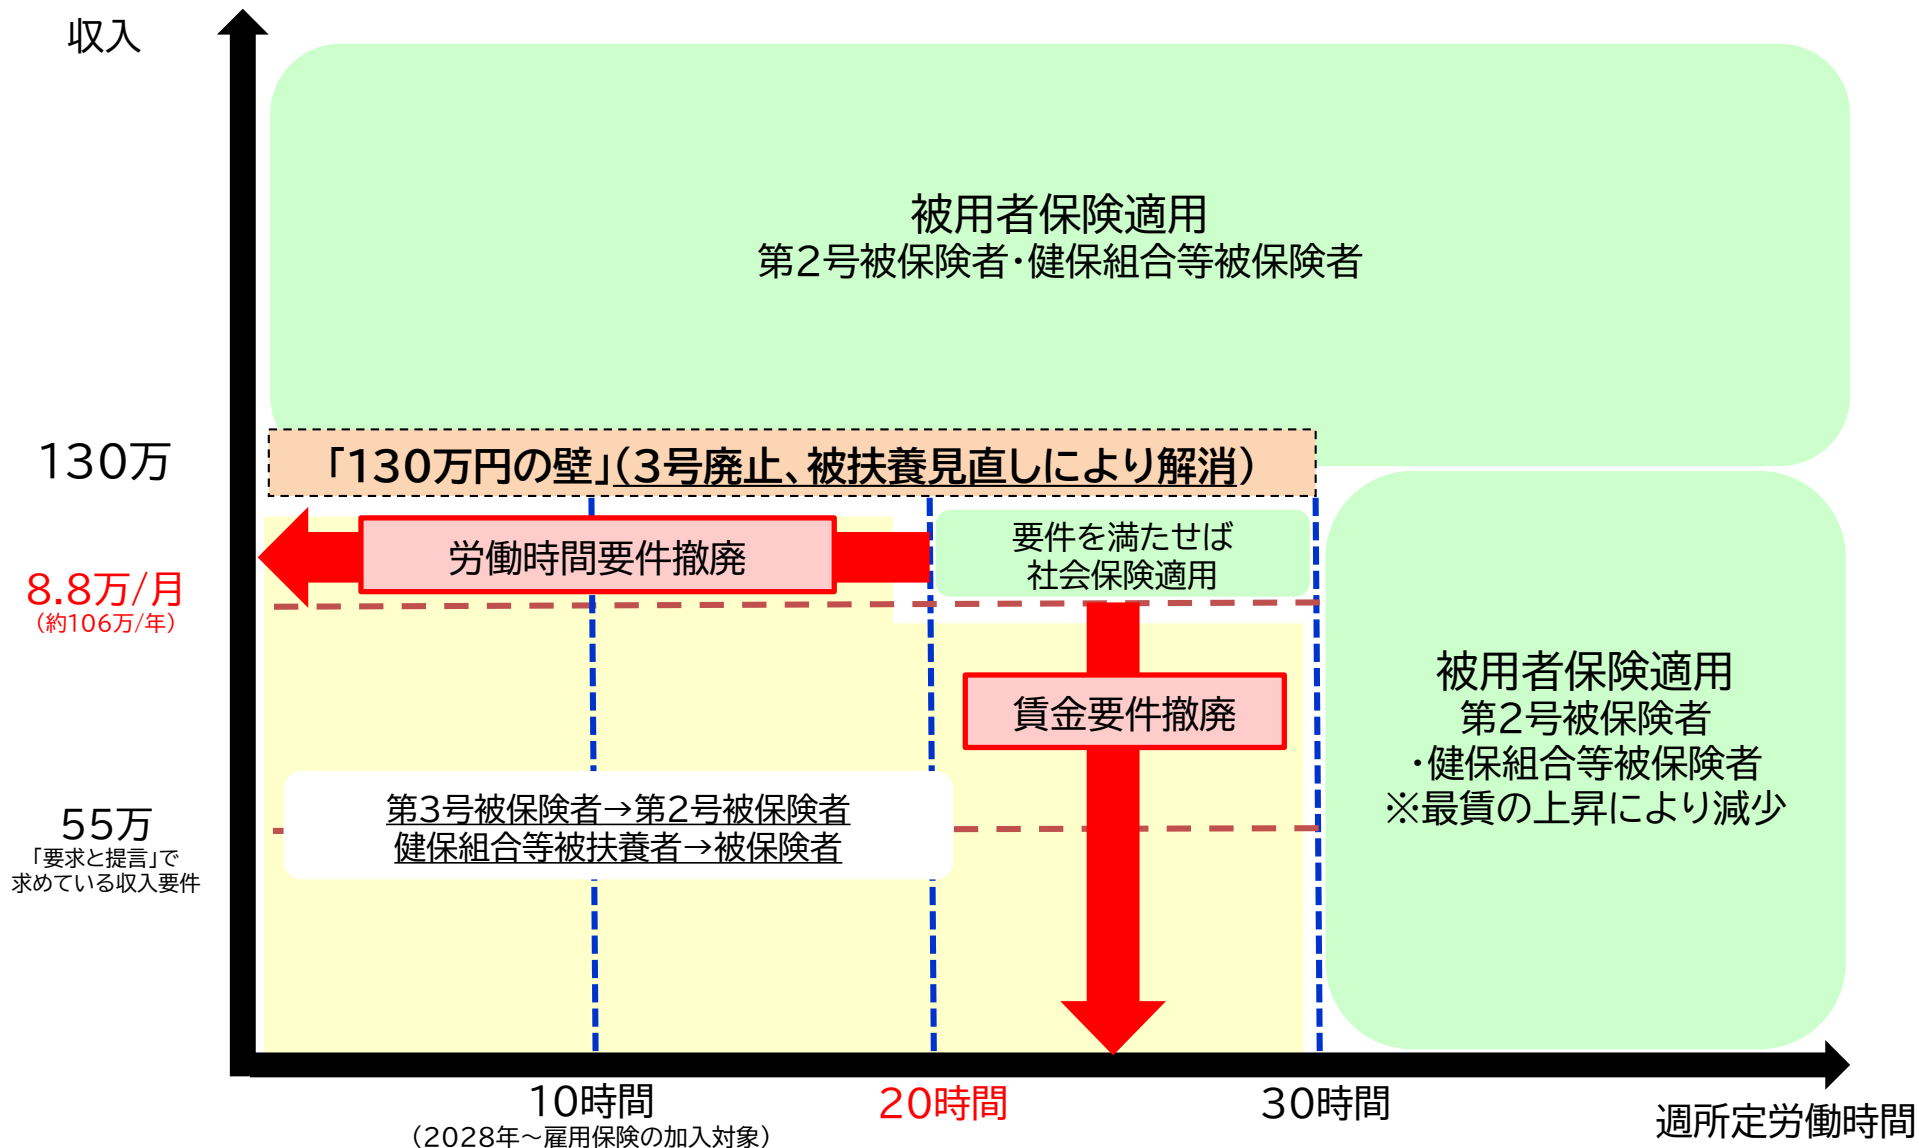 収入
被用者保険適用
第2号被保険者・健保組合等被保険者
130万
「130万円の壁」(3号廃止、被扶養見直しにより解消)
労働時間要件撤廃
要件を満たせば
社会保険適用
8.8万/月
(約106万/年)
賃金要件撤廃
被用者保険適用
第2号被保険者
・健保組合等被保険者
※最賃の上昇により減少
第3号被保険者→第2号被保険者
健保組合等被扶養者→被保険者
55万
「要求と提言」で
求めている収入要件
10時間
(2028年~雇用保険の加入対象)
20時間
30時間
週所定労働時間